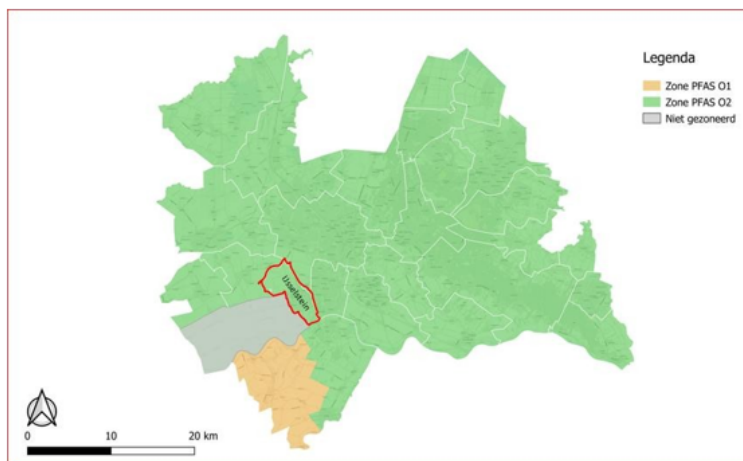 Legenda
Zone PFAS O1
Zone PFAS O2
Niet gezoneerd
IJsselstein
0 10 20 km